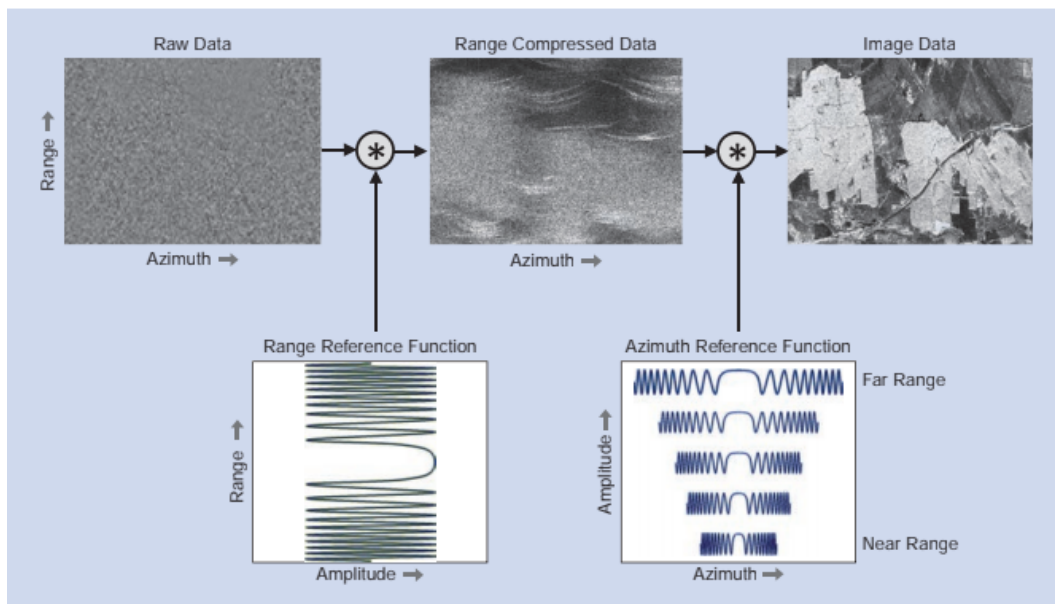 Raw Data
Range Compressed Data
Image Data
Range →
Azimuth →
Azimuth →
*
*
Range Reference Function
Azimuth Reference Function
Range →
Amplitude →
Amplitude →
Far Range
Near Range
Azimuth →